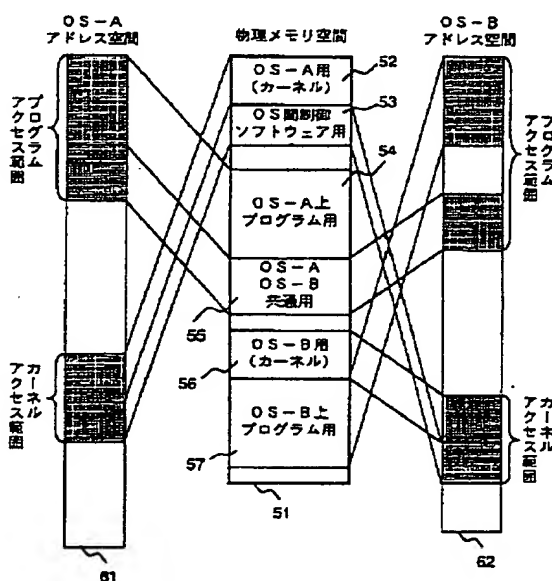 OS-A
アドレス空間
物理メモリ空間
OS-B
アドレス空間
プログラム
アクセス範囲
カーネル
アクセス範囲
61
OS-A用
(カーネル)
52
OS間制御
ソフトウェア用
53
54
OS-A上
プログラム用
OS-A
OS-B
共通用
55
OS-B用
(カーネル)
56
OS-B上
プログラム用
57
51
プログラム
アクセス範囲
カーネル
アクセス範囲
62